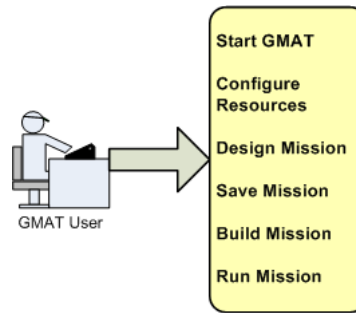 Start GMAT
Configure
Resources
Design Mission
Save Mission
Build Mission
Run Mission
GMAT User